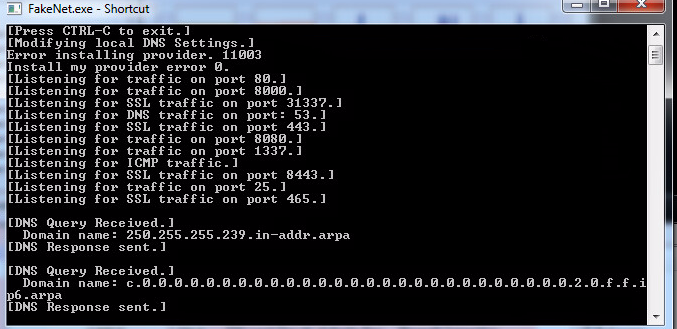 FakeNet.exe - Shortcut
[Press CTRL-C to exit.]
[Modifying local DNS Settings.]
Error installing provider. 11003
Install my provider error 0.
[Listening for traffic on port 80.]
[Listening for traffic on port 8000.]
[Listening for SSL traffic on port 31337.]
[Listening for DNS traffic on port: 53.]
[Listening for SSL traffic on port 443.]
[Listening for traffic on port 8080.]
[Listening for traffic on port 1337.]
[Listening for ICMP traffic.]
[Listening for SSL traffic on port 8443.]
[Listening for traffic on port 25.]
[Listening for SSL traffic on port 465.]
[DNS Query Received.]
Domain name: 250.255.255.239.in-addr.arpa
[DNS Response sent.]
[DNS Query Received.]
Domain name: c.0.0.0.0.0.0.0.0.0.0.0.0.0.0.0.0.0.0.0.0.0.0.0.0.0.0.0.2.0.f.f.i
p6.arpa
[DNS Response sent.]